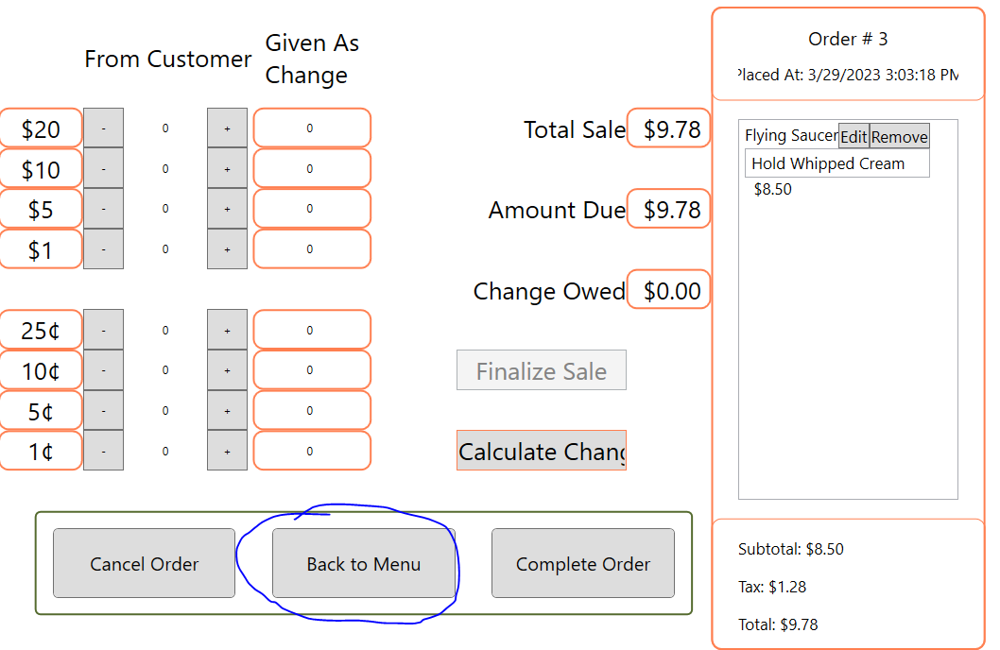 From Customer
Given As
Change
$20 - 0 + 0
$10 - 0 + 0
$5 - 0 + 0
$1 - 0 + 0
25¢ - 0 + 0
10¢ - 0 + 0
5¢ - 0 + 0
1¢ - 0 + 0
Total Sale $9.78
Amount Due $9.78
Change Owed $0.00
Finalize Sale
Calculate Chang
Cancel Order
Back to Menu
Complete Order
Order # 3
Placed At: 3/29/2023 3:03:18 PM
Flying Saucer Edit Remove
Hold Whipped Cream
$8.50
Subtotal: $8.50
Tax: $1.28
Total: $9.78